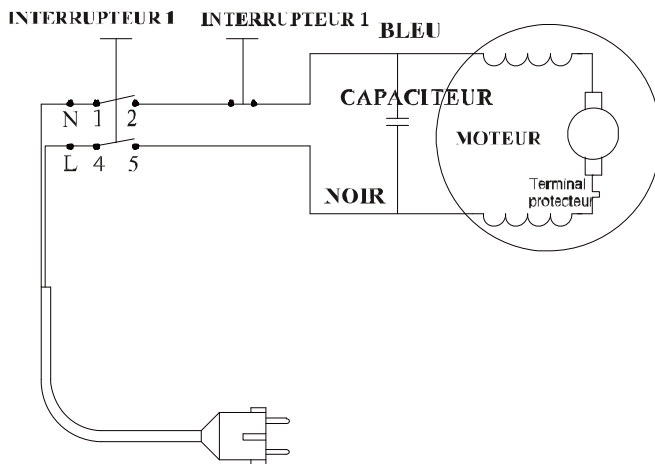 INTERRUPTEUR 1
INTERRUPTEUR 1
BLEU
CAPACITEUR
N 1 2
MOTEUR
L 4 5
Terminal
protecteur
NOIR